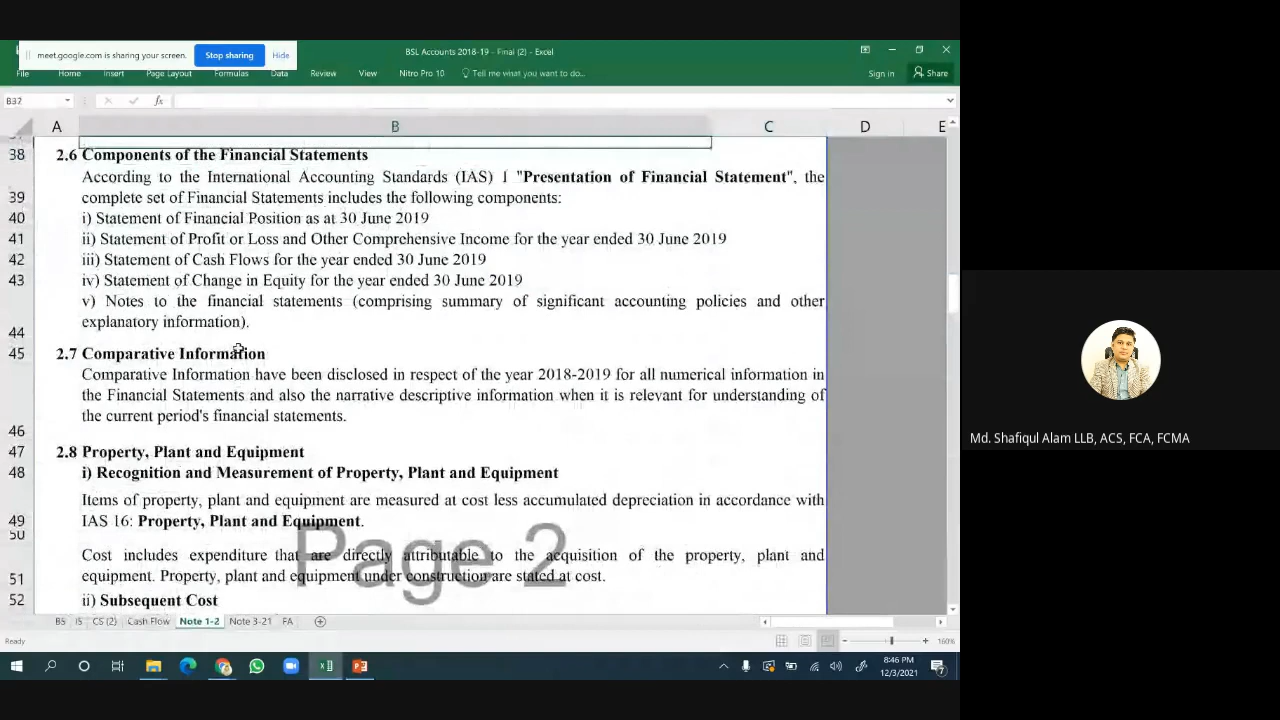 meet.google.com is sharing your screen. Stop sharing Hide
BSL Accounts 2018-19 - Final (2) - Excel
File Home Insert Page Layout Formulas Data Review View Nitro Pro 10 Tell me what you want to do... Sign in Share
B32 fx
A B C D E
38 2.6 Components of the Financial Statements
According to the International Accounting Standards (IAS) 1 "Presentation of Financial Statement", the
39 complete set of Financial Statements includes the following components:
40 i) Statement of Financial Position as at 30 June 2019
41 ii) Statement of Profit or Loss and Other Comprehensive Income for the year ended 30 June 2019
42 iii) Statement of Cash Flows for the year ended 30 June 2019
43 iv) Statement of Change in Equity for the year ended 30 June 2019
v) Notes to the financial statements (comprising summary of significant accounting policies and other
44 explanatory information).
45 2.7 Comparative Information
Comparative Information have been disclosed in respect of the year 2018-2019 for all numerical information in
the Financial Statements and also the narrative descriptive information when it is relevant for understanding of
46 the current period's financial statements.
47 2.8 Property, Plant and Equipment
48 i) Recognition and Measurement of Property, Plant and Equipment
Items of property, plant and equipment are measured at cost less accumulated depreciation in accordance with
49 IAS 16: Property, Plant and Equipment.
50
Page 2
Cost includes expenditure that are directly attributable to the acquisition of the property, plant and
51 equipment. Property, plant and equipment under construction are stated at cost.
52 ii) Subsequent Cost
BS IS CS (2) Cash Flow Note 1-2 Note 3-21 FA
Ready 160%
8:46 PM
12/3/2021
Md. Shafiqul Alam LLB, ACS, FCA, FCMA